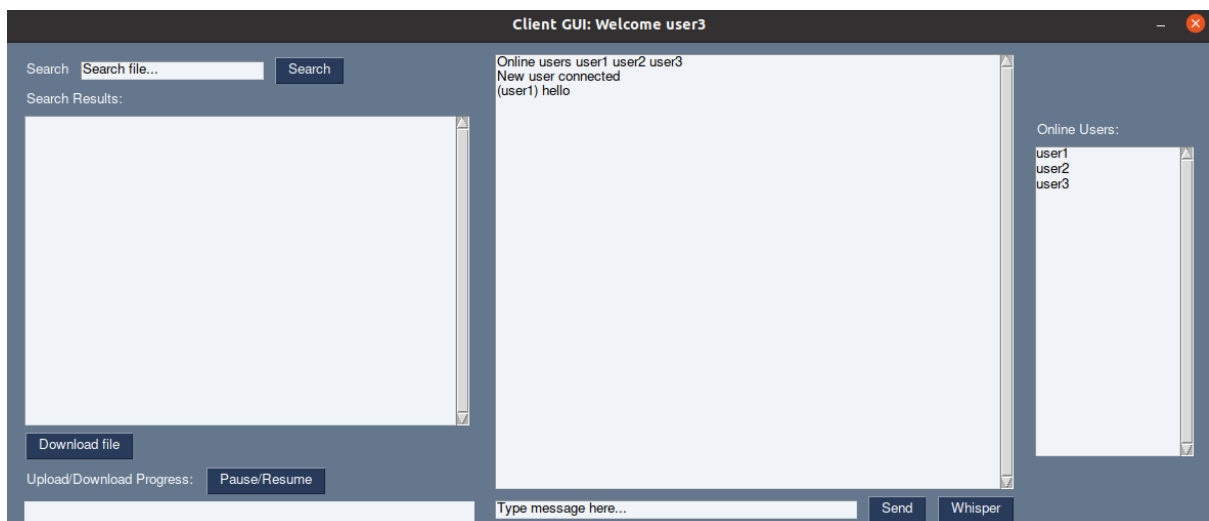 Client GUI: Welcome user3
Search Search file... Search
Search Results:
Download file
Upload/Download Progress: Pause/Resume
Online users user1 user2 user3
New user connected
(user1) hello
Type message here... Send Whisper
Online Users:
user1
user2
user3